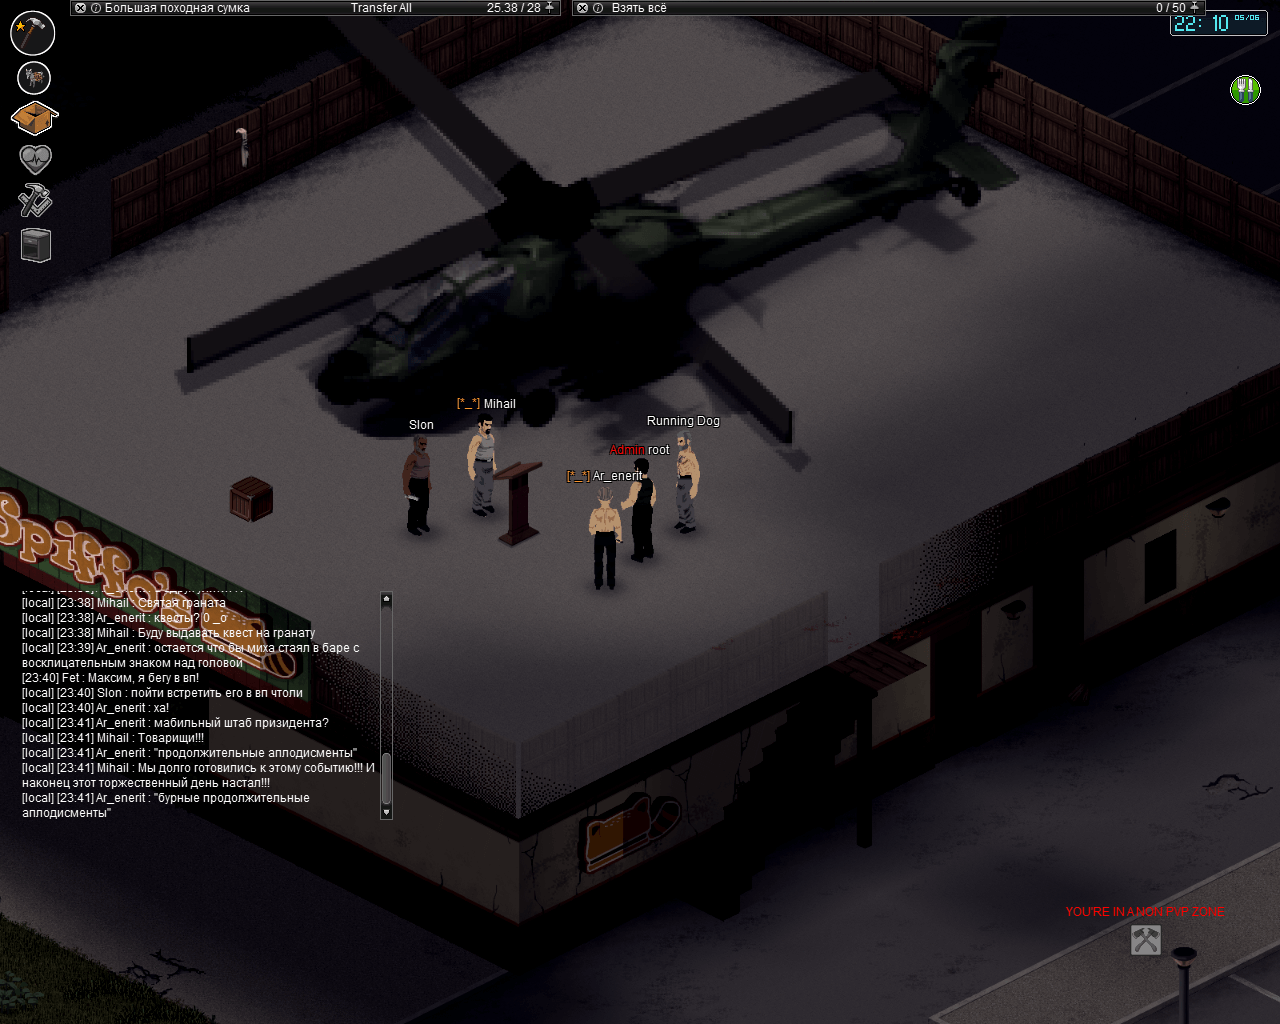 Большая походная сумка Transfer All 25.38 / 28
Взять всё 0 / 50
22: 10 05/06
[*_*] Mihail
Slon
Running Dog
Admin root
[*_*] Ar_enerit
Spiffo's
[local] [23:38] Mihail : Святая граната
[local] [23:38] Ar_enerit : квесты? 0 _o
[local] [23:38] Mihail : Буду выдавать квест на гранату
[local] [23:39] Ar_enerit : остается что бы миха стаял в баре с
восклицательным знаком над головой
[23:40] Fet : Максим, я бегу в вп!
[local] [23:40] Slon : пойти встретить его в вп чтоли
[local] [23:40] Ar_enerit : ха!
[local] [23:41] Ar_enerit : мабильный штаб призидента?
[local] [23:41] Mihail : Товарищи!!!
[local] [23:41] Ar_enerit : "продолжительные аплодисменты"
[local] [23:41] Mihail : Мы долго готовились к этому событию!!! И
наконец этот торжественный день настал!!!
[local] [23:41] Ar_enerit : "бурные продолжительные
аплодисменты"
YOU'RE IN A NON PVP ZONE